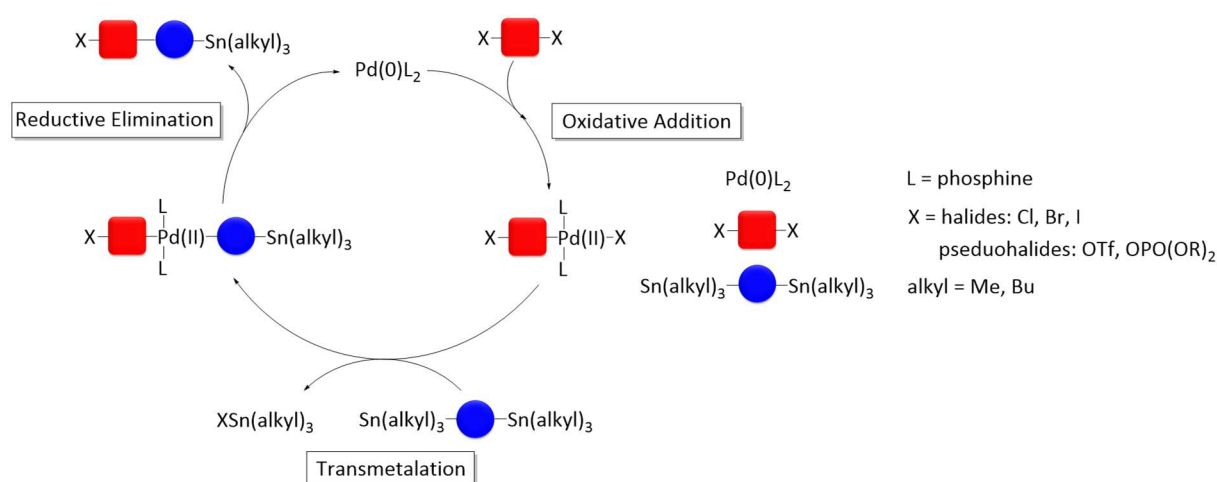 X Sn(alkyl)3
X X
Pd(0)L2
Reductive Elimination
Oxidative Addition
Pd(0)L2
L = phosphine
X L Pd(II) L Sn(alkyl)3
X L Pd(II) X L
X X
X = halides: Cl, Br, I
pseduohalides: OTf, OPO(OR)2
Sn(alkyl)3 Sn(alkyl)3
alkyl = Me, Bu
XSn(alkyl)3
Sn(alkyl)3 Sn(alkyl)3
Transmetalation